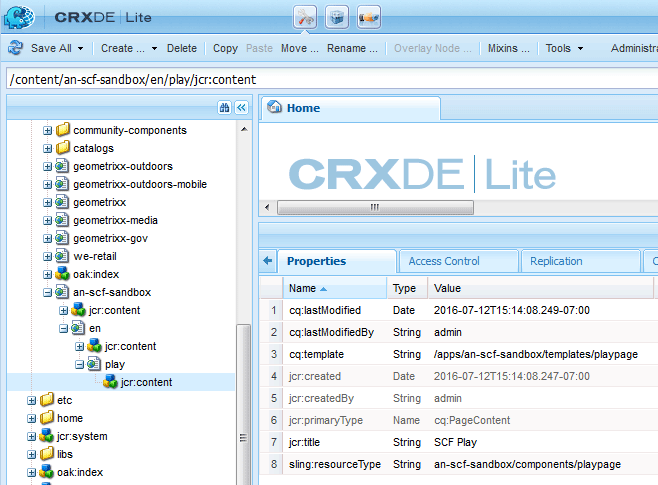 CRXDE | Lite
Save All Create ... Delete Copy Paste Move ... Rename ... Overlay Node ... Mixins ... Tools Administra
/content/an-scf-sandbox/en/play/jcr:content
community-components
catalogs
geometrixx-outdoors
geometrixx-outdoors-mobile
geometrixx
geometrixx-media
geometrixx-gov
we-retail
oak:index
an-scf-sandbox
jcr:content
en
jcr:content
play
jcr:content
etc
home
jcr:system
libs
oak:index
Home
CRXDE | Lite
Properties Access Control Replication
Name Type Value
1 cq:lastModified Date 2016-07-12T15:14:08.249-07:00
2 cq:lastModifiedBy String admin
3 cq:template String /apps/an-scf-sandbox/templates/playpage
4 jcr:created Date 2016-07-12T15:14:08.247-07:00
5 jcr:createdBy String admin
6 jcr:primaryType Name cq:PageContent
7 jcr:title String SCF Play
8 sling:resourceType String an-scf-sandbox/components/playpage